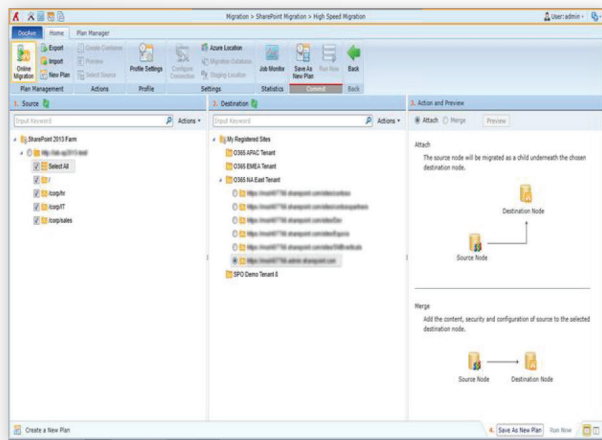 Migration > SharePoint Migration > High Speed Migration
User: admin
DocAve Home Plan Manager
Online Migration
Export
Import
New Plan
Create Container
Preview
Select Source
Profile Settings
Configure Connection
Azure Location
Migration Database
Staging Location
Job Monitor
Save As New Plan
Run Now
Back
Plan Management Actions Profile Settings Statistics Commit Back
1. Source
2. Destination
3. Action and Preview
Input Keyword Actions
Input Keyword Actions
Attach Merge Preview
SharePoint 2013 Farm
Select All
/
/corp/hr
/corp/IT
/corp/sales
My Registered Sites
O365 APAC Tenant
O365 EMEA Tenant
O365 NA East Tenant
SPO Demo Tenant 8
Attach
The source node will be migrated as a child underneath the chosen
destination node.
Destination Node
Source Node
Merge
Add the content, security and configuration of source to the selected
destination node.
Source Node Destination Node
Create a New Plan
4. Save As New Plan Run Now